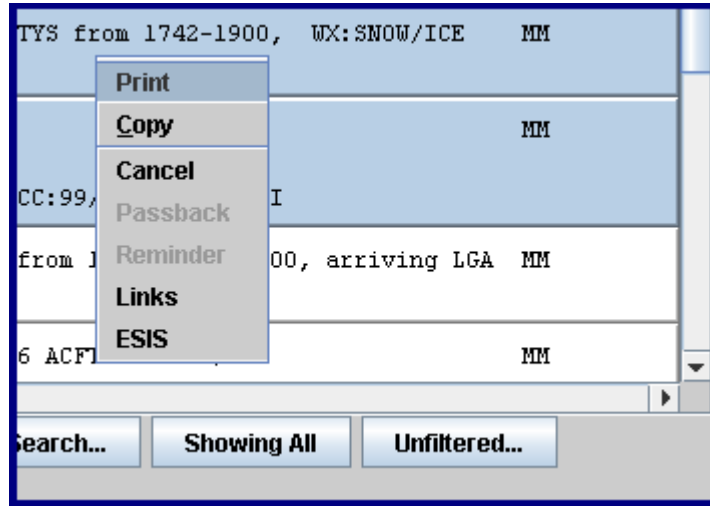 TYS from 1742-1900, WX:SNOW/ICE MM
Print
Copy MM
Cancel
CC:99, I
Passback
from 1 Reminder 00, arriving LGA MM
Links
ESIS
6 ACFT MM
Search... Showing All Unfiltered...